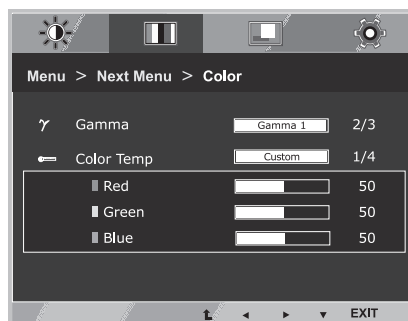 Menu > Next Menu > Color
γ Gamma Gamma 1 2/3
Color Temp Custom 1/4
Red 50
Green 50
Blue 50
EXIT